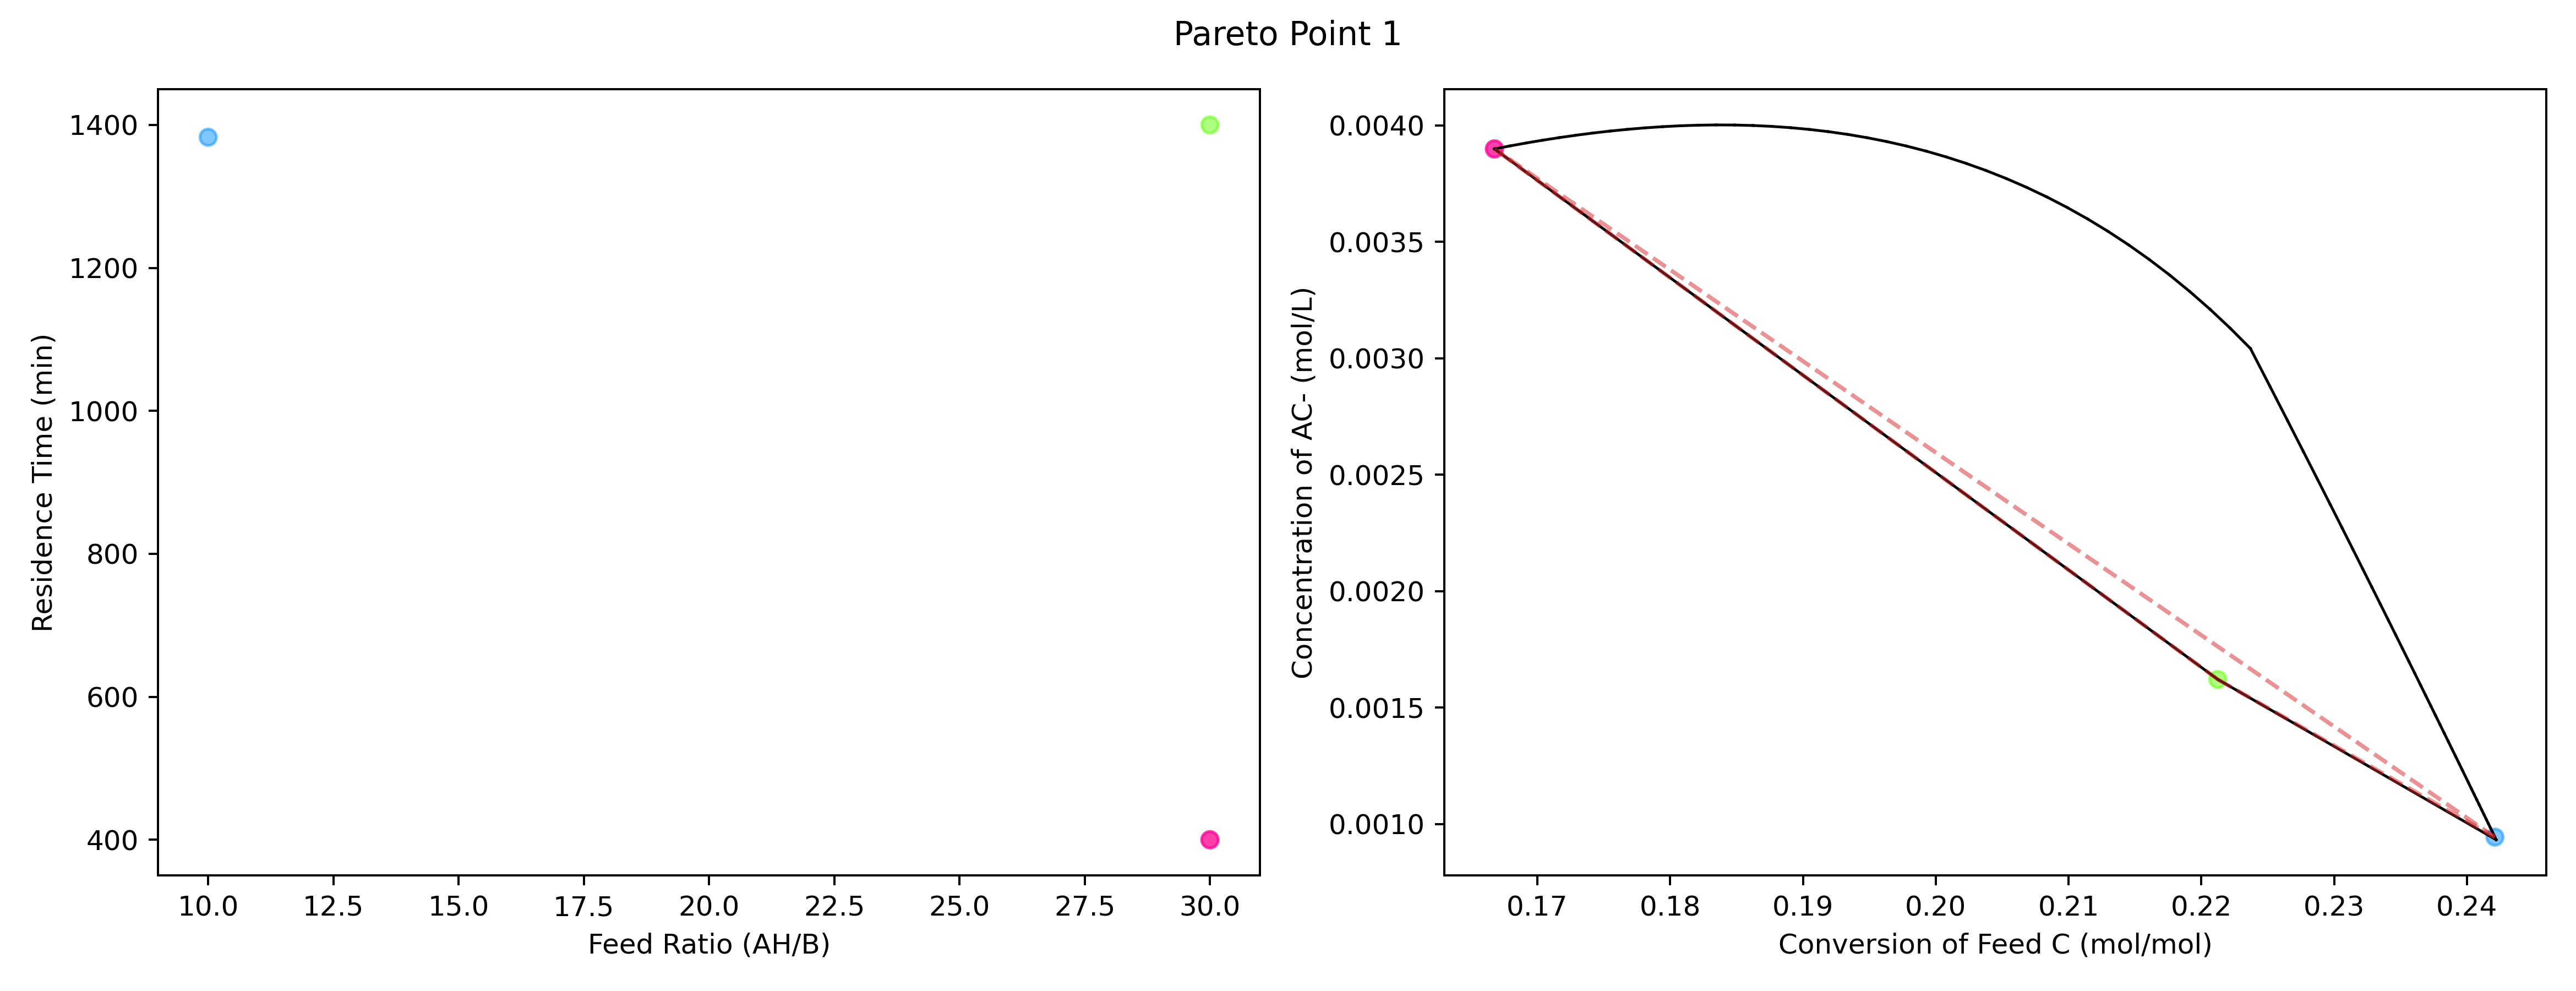 Pareto Point 1
1400
1200
1000
800
600
400
Residence Time (min)
10.0 12.5 15.0 17.5 20.0 22.5 25.0 27.5 30.0
Feed Ratio (AH/B)
0.0040
0.0035
0.0030
0.0025
0.0020
0.0015
0.0010
Concentration of AC- (mol/L)
0.17 0.18 0.19 0.20 0.21 0.22 0.23 0.24
Conversion of Feed C (mol/mol)